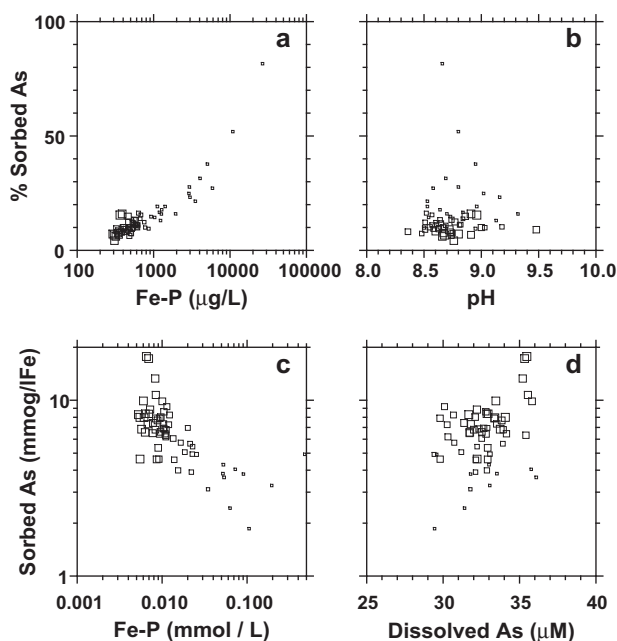 a b
100
50
0
% Sorbed As
100 1000 10000 100000 8.0 8.5 9.0 9.5 10.0
Fe-P (μg/L) pH
c d
10
1
Sorbed As (mmog/lFe)
0.001 0.010 0.100 25 30 35 40
Fe-P (mmol / L) Dissolved As (μM)